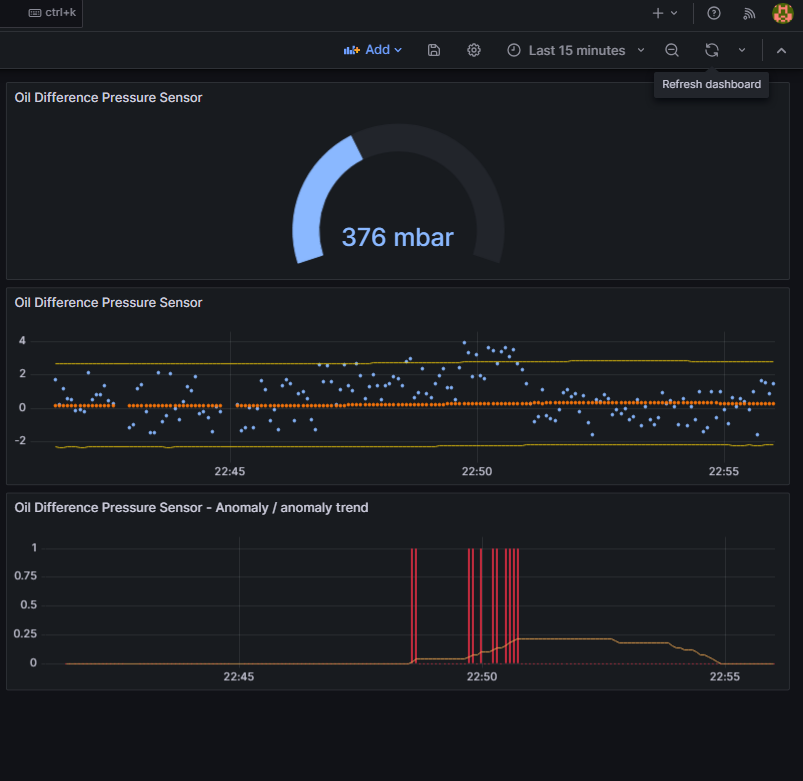 ctrl+k
Add
Last 15 minutes
Refresh dashboard
Oil Difference Pressure Sensor
376 mbar
Oil Difference Pressure Sensor
4
2
0
-2
22:45 22:50 22:55
Oil Difference Pressure Sensor - Anomaly / anomaly trend
1
0.75
0.5
0.25
0
22:45 22:50 22:55